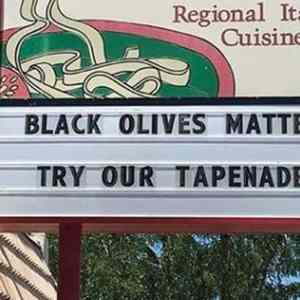 Regional Ita
Cuisine
BLACK OLIVES MATTE
TRY OUR TAPENADE